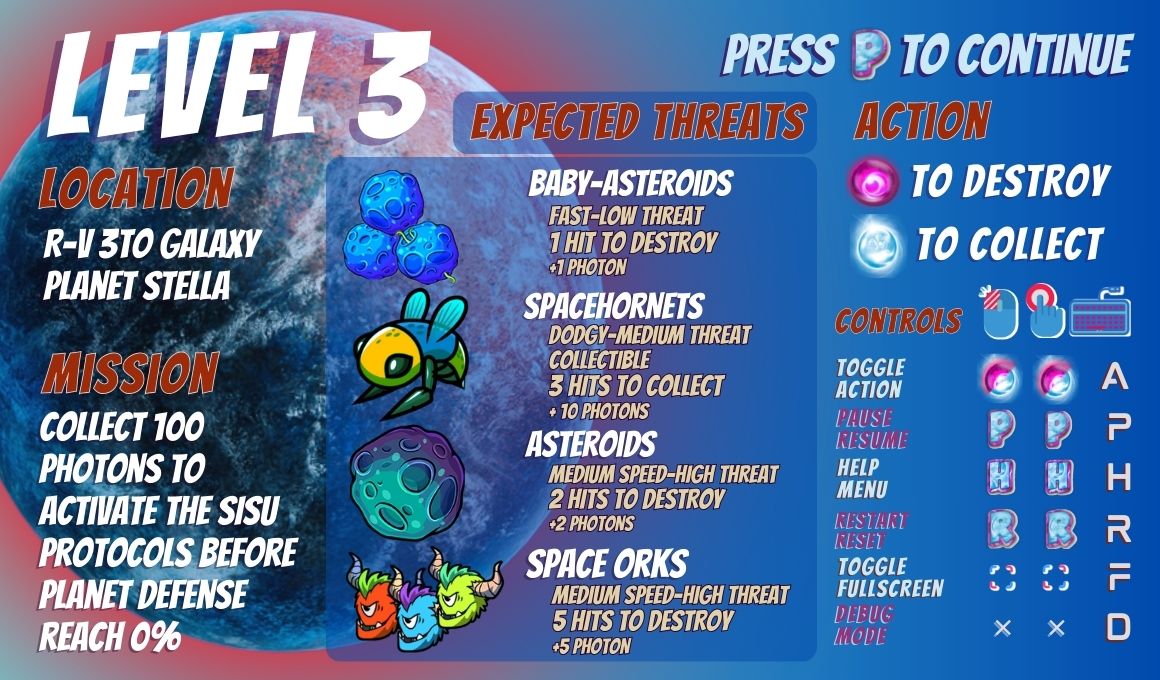 LEVEL 3
PRESS P TO CONTINUE
LOCATION
R-V 3TO GALAXY
PLANET STELLA
MISSION
COLLECT 100
PHOTONS TO
ACTIVATE THE SISU
PROTOCOLS BEFORE
PLANET DEFENSE
REACH 0%
EXPECTED THREATS
BABY-ASTEROIDS
FAST-LOW THREAT
1 HIT TO DESTROY
+1 PHOTON
SPACEHORNETS
DODGY-MEDIUM THREAT
COLLECTIBLE
3 HITS TO COLLECT
+ 10 PHOTONS
ASTEROIDS
MEDIUM SPEED-HIGH THREAT
2 HITS TO DESTROY
+2 PHOTONS
SPACE ORKS
MEDIUM SPEED-HIGH THREAT
5 HITS TO DESTROY
+5 PHOTON
ACTION
TO DESTROY
TO COLLECT
CONTROLS
TOGGLE
ACTION A
PAUSE
RESUME P P P
HELP
MENU H H H
RESTART
RESET R R R
TOGGLE
FULLSCREEN F
DEBUG
MODE × × D